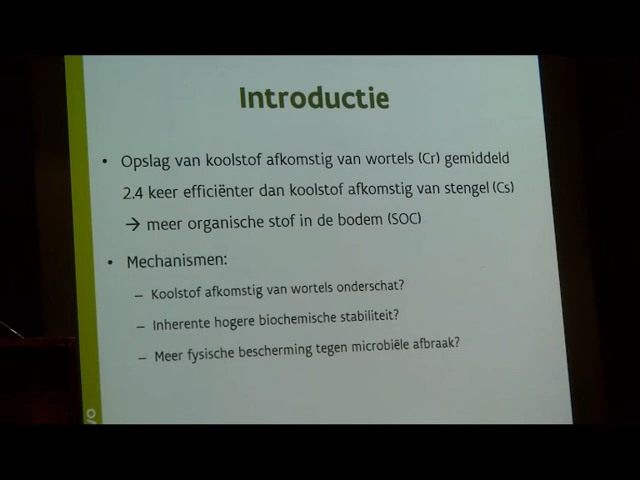 Introductie
• Opslag van koolstof afkomstig van wortels (Cr) gemiddeld
2.4 keer efficiënter dan koolstof afkomstig van stengel (Cs)
→ meer organische stof in de bodem (SOC)
• Mechanismen:
– Koolstof afkomstig van wortels onderschat?
– Inherente hogere biochemische stabiliteit?
– Meer fysische bescherming tegen microbiële afbraak?